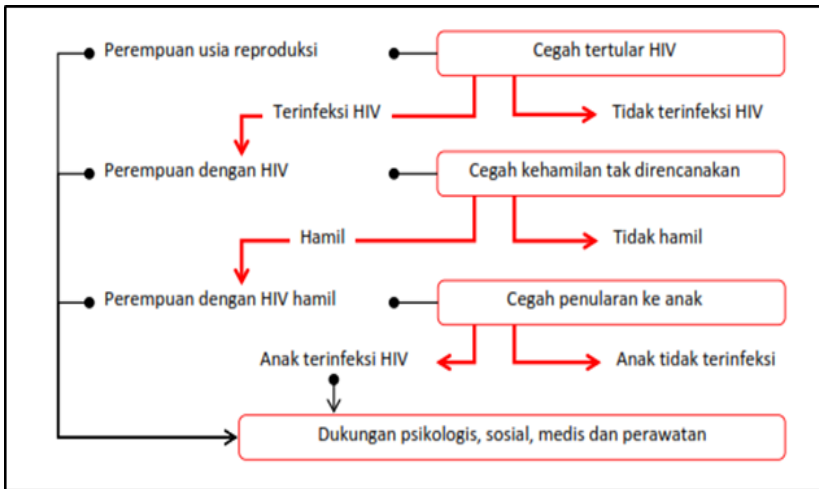 Perempuan usia reproduksi
Cegah tertular HIV
Terinfeksi HIV
Tidak terinfeksi HIV
Perempuan dengan HIV
Cegah kehamilan tak direncanakan
Hamil
Tidak hamil
Perempuan dengan HIV hamil
Cegah penularan ke anak
Anak terinfeksi HIV
Anak tidak terinfeksi
Dukungan psikologis, sosial, medis dan perawatan